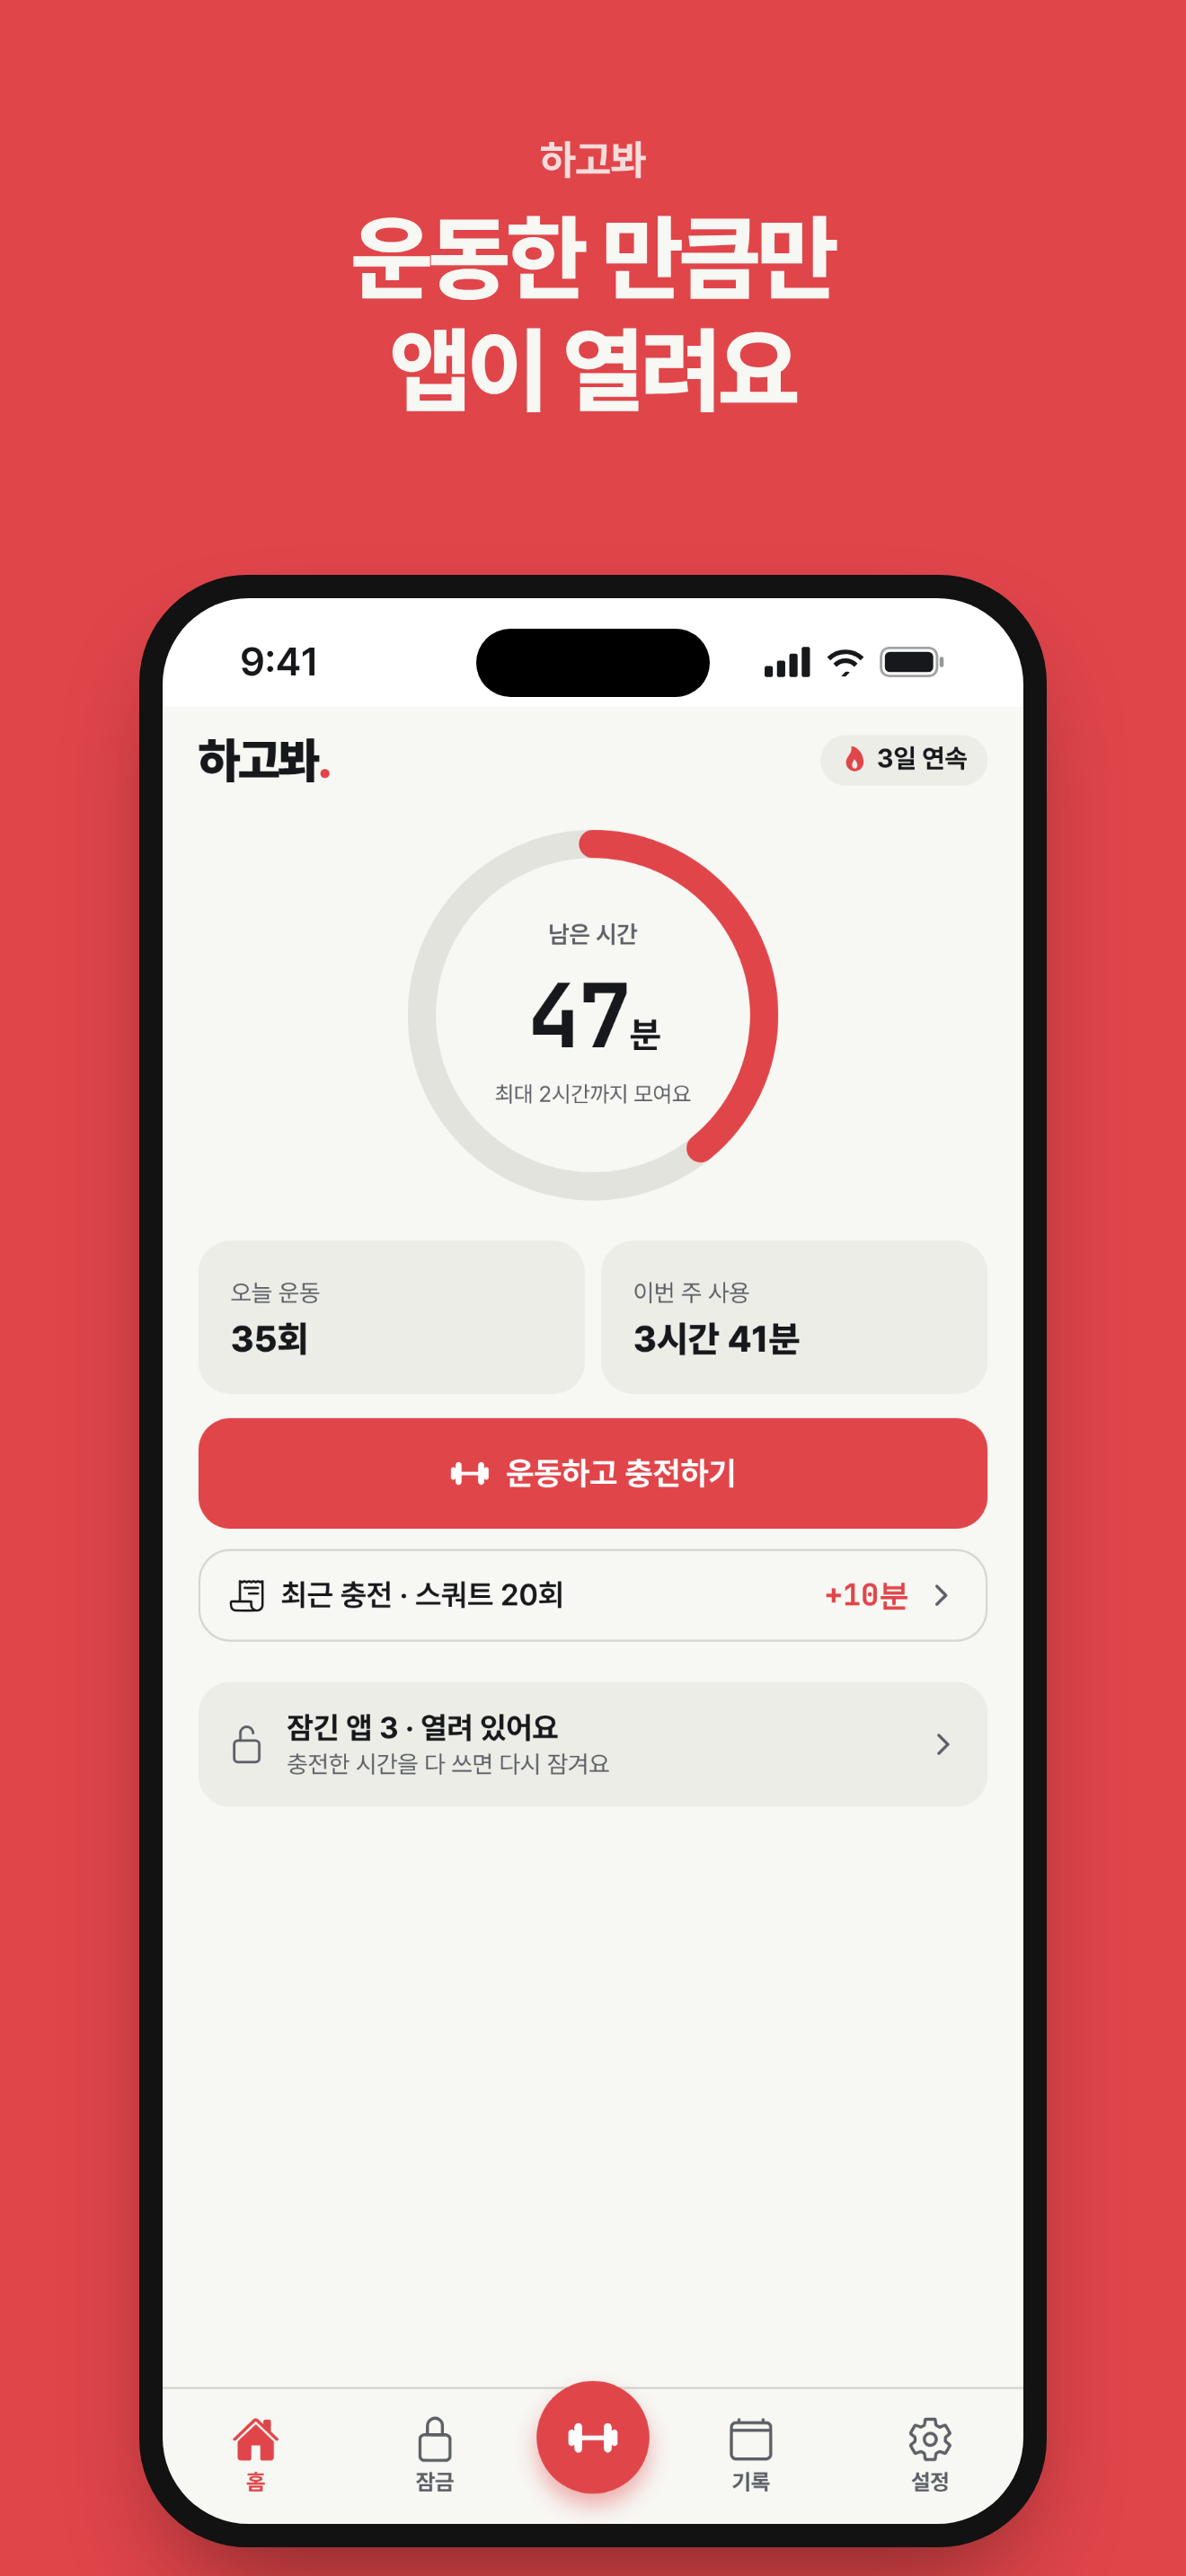 하고봐
운동한 만큼만
앱이 열려요
9:41
하고봐.
3일 연속
남은 시간
47분
최대 2시간까지 모여요
오늘 운동
35회
이번 주 사용
3시간 41분
운동하고 충전하기
최근 충전 · 스쿼트 20회
+10분
잠긴 앱 3 · 열려 있어요
충전한 시간을 다 쓰면 다시 잠겨요
홈
잠금
기록
설정